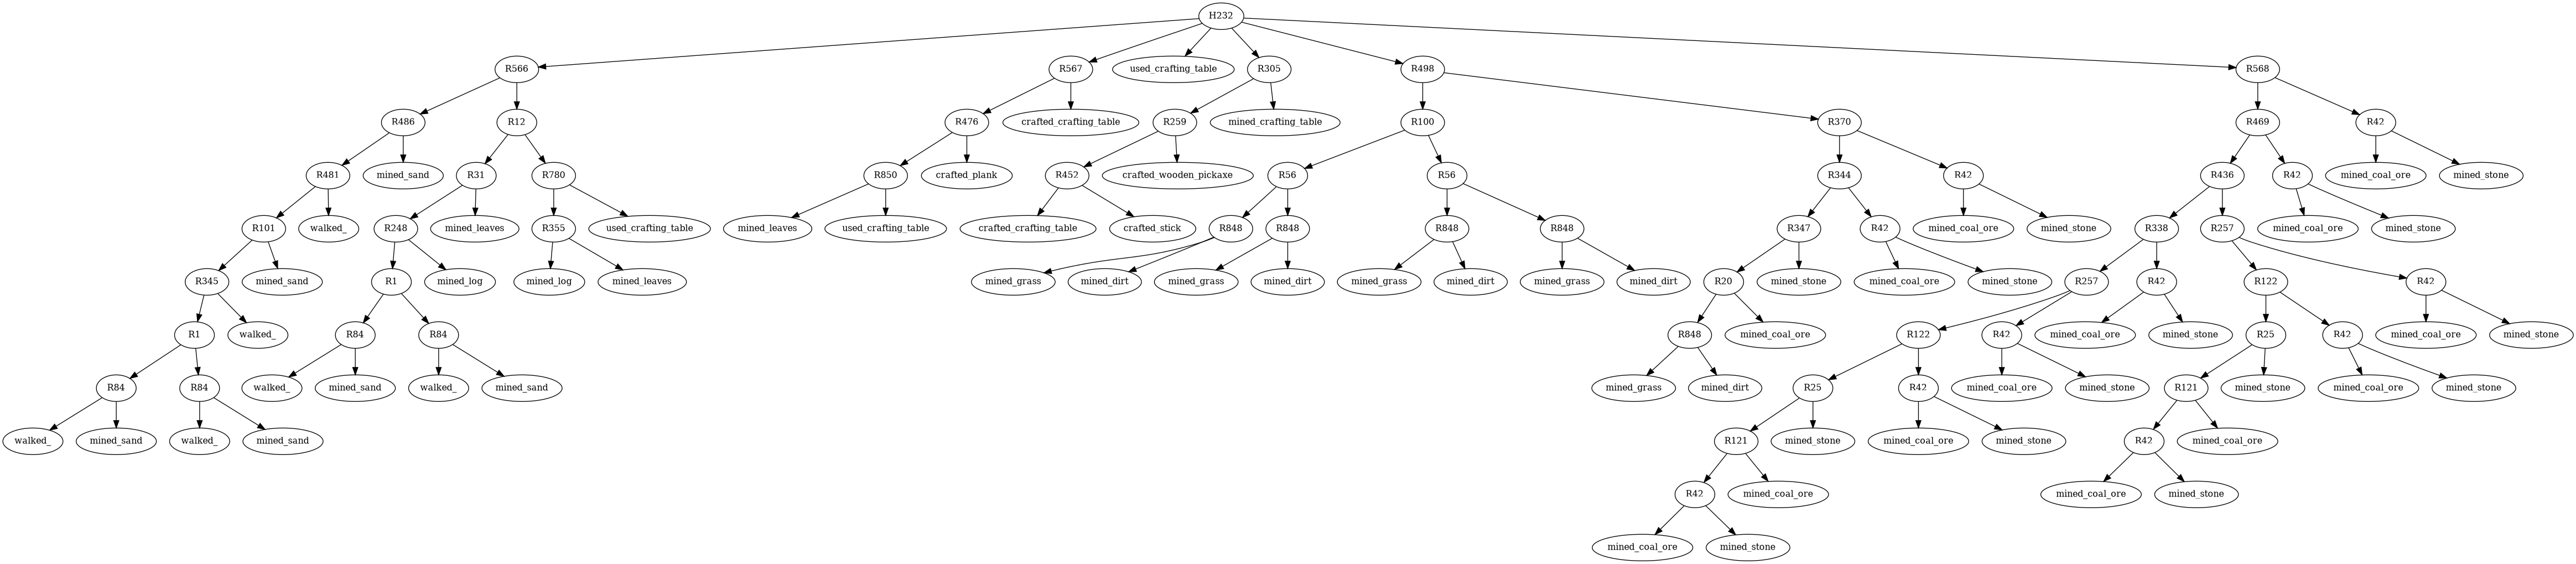 H232
R566 R567 used_crafting_table R305 R498 R568
R486 R12 R476 crafted_crafting_table R259 mined_crafting_table R100 R370 R469 R42
R481 mined_sand R31 R780 R850 crafted_plank R452 crafted_wooden_pickaxe R56 R56 R344 R42 R436 R42 mined_coal_ore mined_stone
R101 walked_ R248 mined_leaves R355 used_crafting_table mined_leaves used_crafting_table crafted_crafting_table crafted_stick R848 R848 R848 R848 R347 R42 mined_coal_ore mined_stone R338 R257 mined_coal_ore mined_stone
R345 mined_sand R1 mined_log mined_log mined_leaves mined_grass mined_dirt mined_grass mined_dirt mined_grass mined_dirt mined_grass mined_dirt R20 mined_stone mined_coal_ore mined_stone R257 R42 R122 R42
R1 walked_ R84 R84 R848 mined_coal_ore R122 R42 mined_coal_ore mined_stone R25 R42 mined_coal_ore mined_stone
R84 R84 walked_ mined_sand walked_ mined_sand mined_grass mined_dirt R25 R42 mined_coal_ore mined_stone R121 mined_stone mined_coal_ore mined_stone
walked_ mined_sand walked_ mined_sand R121 mined_stone mined_coal_ore mined_stone R42 mined_coal_ore
R42 mined_coal_ore mined_coal_ore mined_stone
mined_coal_ore mined_stone